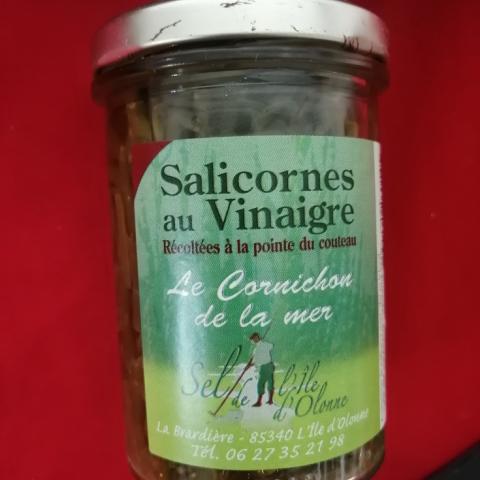 Salicornes
au Vinaigre
Récoltées à la pointe du couteau
Le Cornichon
de la mer
Sel de l'Île
d'Olonne
La Brardière - 85340 L'Ile d'Olonne
Tél. 06 27 35 21 98